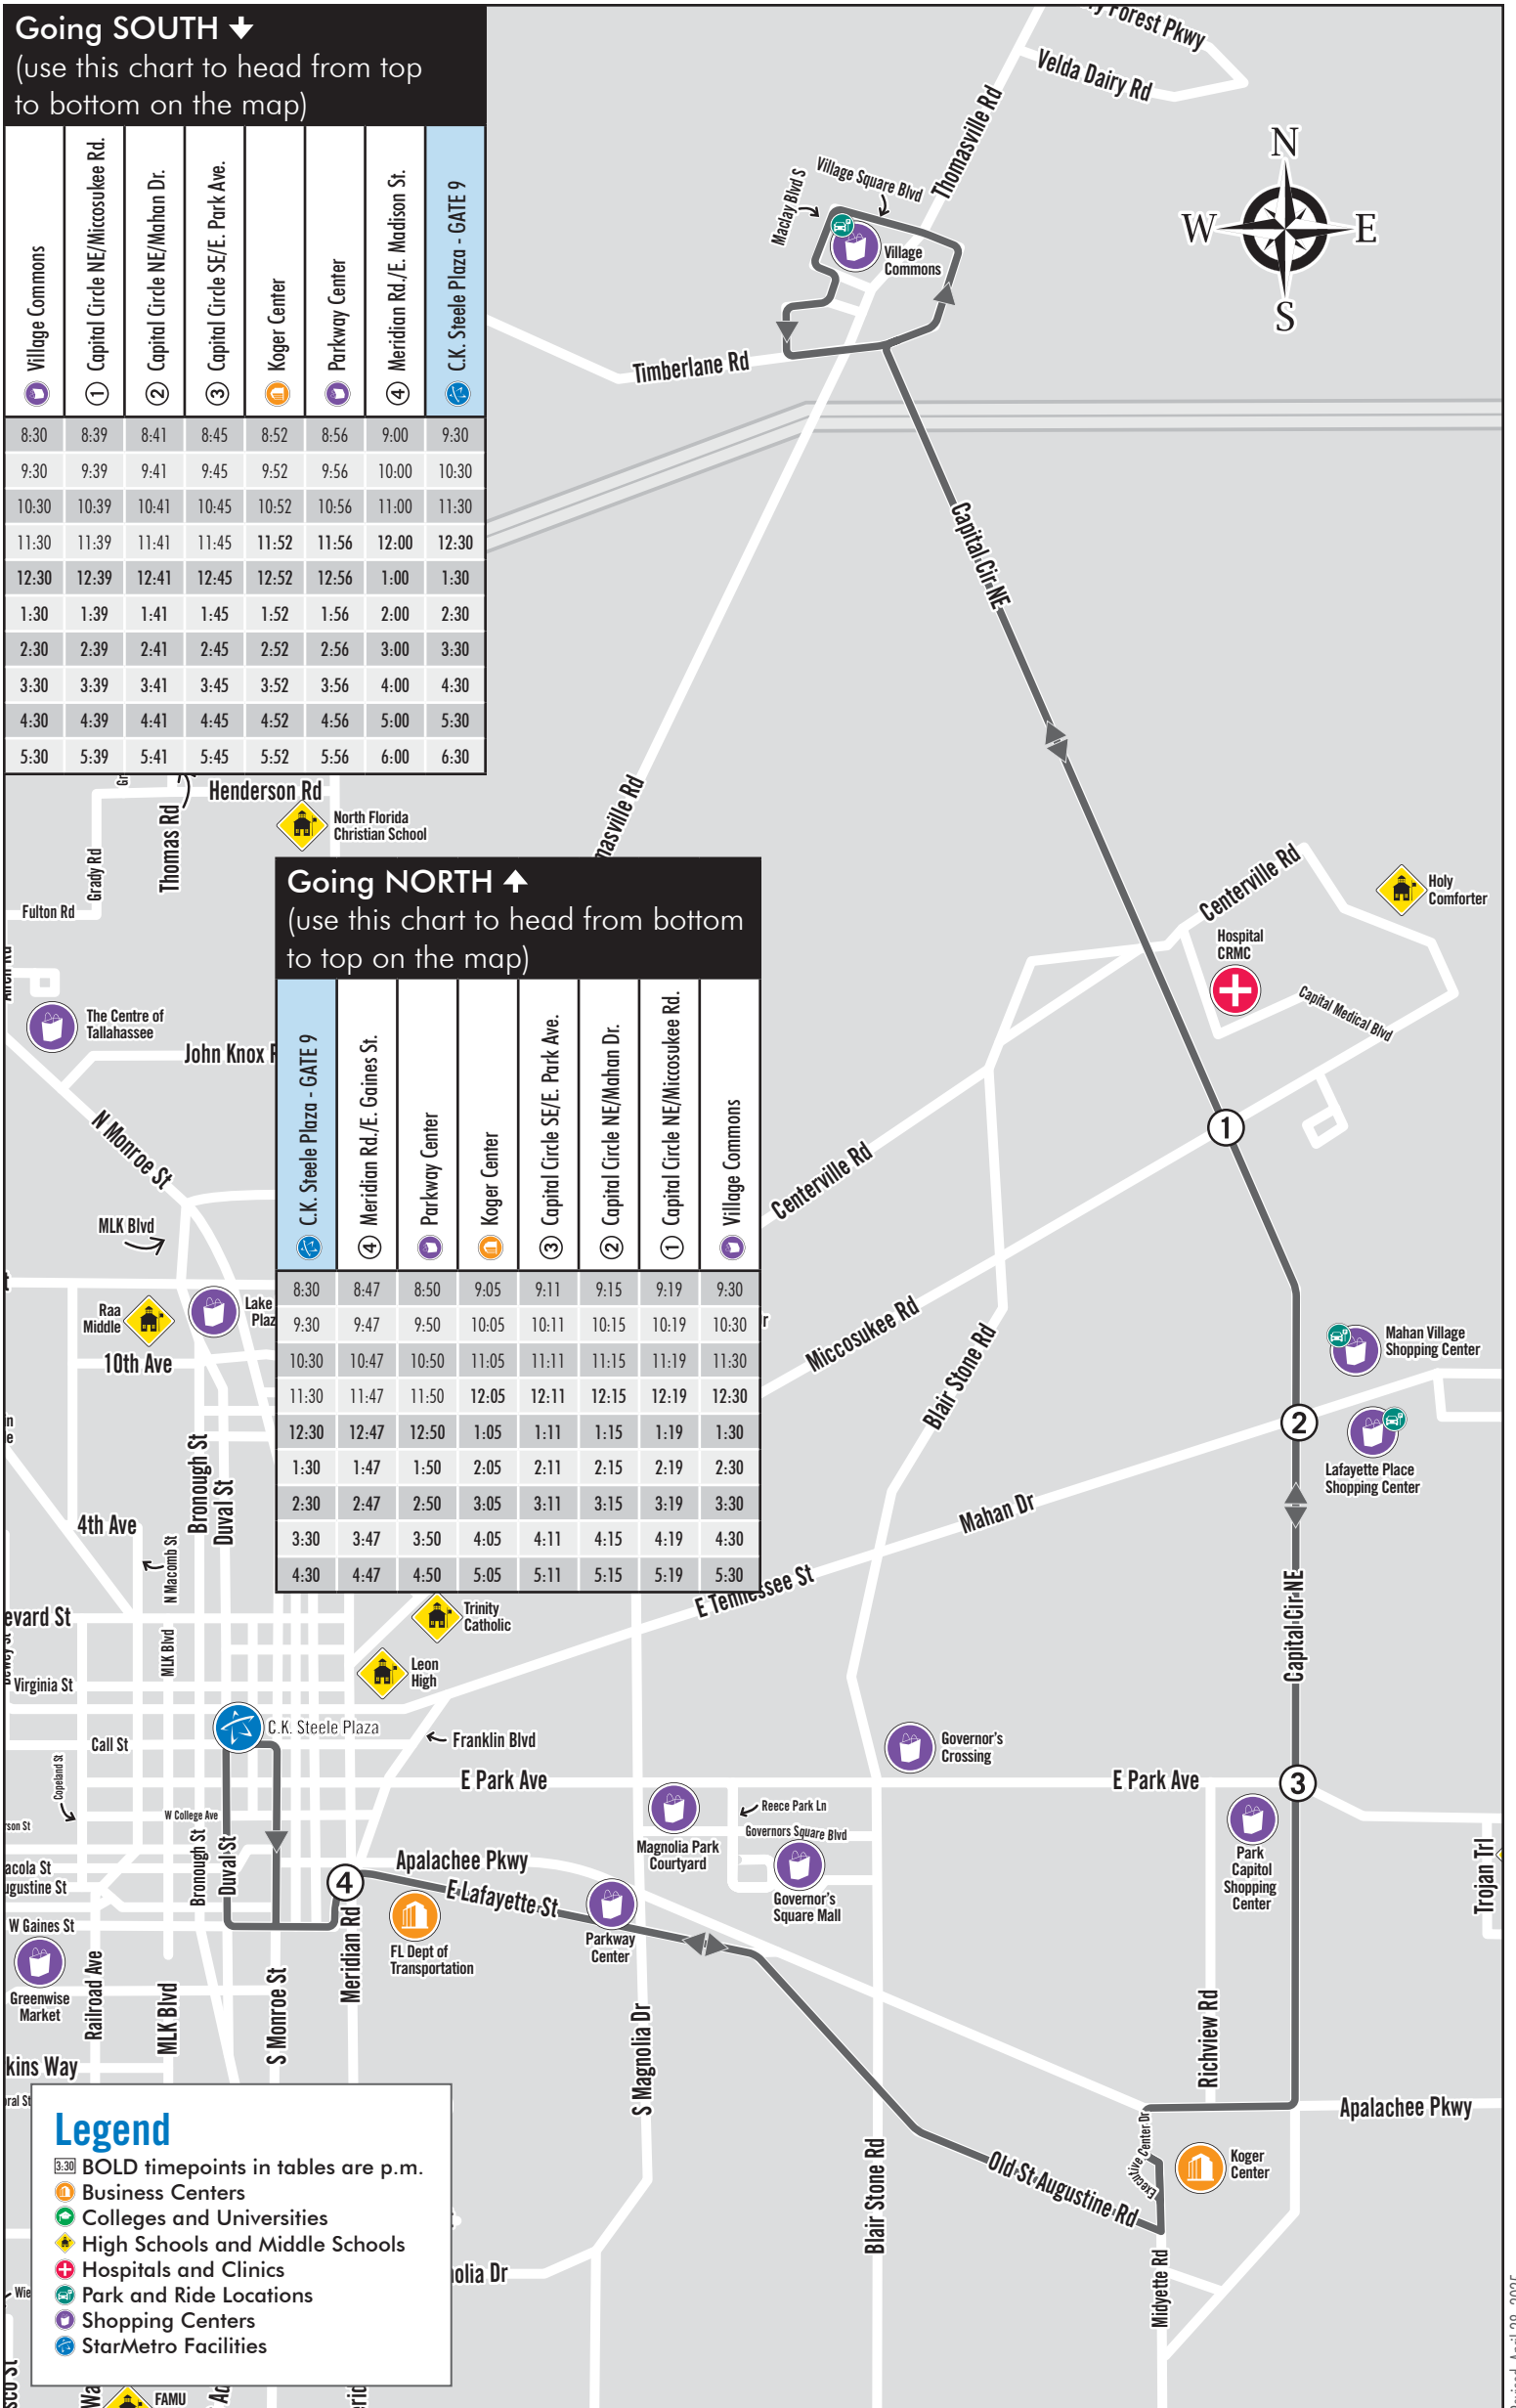 Going SOUTH
(use this chart to head from top
to bottom on the map)
Village Commons
1 Capital Circle NE/Miccosukee Rd.
2 Capital Circle NE/Mahan Dr.
3 Capital Circle SE/E. Park Ave.
Koger Center
Parkway Center
4 Meridian Rd./E. Madison St.
C.K. Steele Plaza - GATE 9
8:30 8:39 8:41 8:45 8:52 8:56 9:00 9:30
9:30 9:39 9:41 9:45 9:52 9:56 10:00 10:30
10:30 10:39 10:41 10:45 10:52 10:56 11:00 11:30
11:30 11:39 11:41 11:45 11:52 11:56 12:00 12:30
12:30 12:39 12:41 12:45 12:52 12:56 1:00 1:30
1:30 1:39 1:41 1:45 1:52 1:56 2:00 2:30
2:30 2:39 2:41 2:45 2:52 2:56 3:00 3:30
3:30 3:39 3:41 3:45 3:52 3:56 4:00 4:30
4:30 4:39 4:41 4:45 4:52 4:56 5:00 5:30
5:30 5:39 5:41 5:45 5:52 5:56 6:00 6:30
Forest Pkwy
Velda Dairy Rd
Thomasville Rd
N
W E
S
Village Square Blvd
Maclay Blvd S
Village
Commons
Timberlane Rd
Capital Cir NE
Henderson Rd
Thomas Rd
Grady Rd
Fulton Rd
North Florida
Christian School
masville Rd
Centerville Rd
Holy
Comforter
Hospital
CRMC
Capital Medical Blvd
The Centre of
Tallahassee
John Knox
N Monroe St
MLK Blvd
Going NORTH
(use this chart to head from bottom
to top on the map)
C.K. Steele Plaza - GATE 9
4 Meridian Rd./E. Gaines St.
Parkway Center
Koger Center
3 Capital Circle SE/E. Park Ave.
2 Capital Circle NE/Mahan Dr.
1 Capital Circle NE/Miccosukee Rd.
Village Commons
8:30 8:47 8:50 9:05 9:11 9:15 9:19 9:30
9:30 9:47 9:50 10:05 10:11 10:15 10:19 10:30
10:30 10:47 10:50 11:05 11:11 11:15 11:19 11:30
11:30 11:47 11:50 12:05 12:11 12:15 12:19 12:30
12:30 12:47 12:50 1:05 1:11 1:15 1:19 1:30
1:30 1:47 1:50 2:05 2:11 2:15 2:19 2:30
2:30 2:47 2:50 3:05 3:11 3:15 3:19 3:30
3:30 3:47 3:50 4:05 4:11 4:15 4:19 4:30
4:30 4:47 4:50 5:05 5:11 5:15 5:19 5:30
1
Centerville Rd
Miccosukee Rd
Blair Stone Rd
Mahan Village
Shopping Center
2
Lafayette Place
Shopping Center
Mahan Dr
E Tennessee St
Capital Cir NE
Raa
Middle
Lake
Plaz
10th Ave
Bronough St
Duval St
4th Ave
N Macomb St
evard St
MLK Blvd
Virginia St
Trinity
Catholic
Leon
High
C.K. Steele Plaza
Call St
Franklin Blvd
Governor's
Crossing
E Park Ave
E Park Ave
3
Copeland St
W College Ave
Reece Park Ln
Governors Square Blvd
Magnolia Park
Courtyard
Governor's
Square Mall
Park
Capitol
Shopping
Center
Trojan Trl
acola St
ugustine St
Bronough St
Duval St
4
Apalachee Pkwy
E Lafayette St
W Gaines St
FL Dept of
Transportation
Parkway
Center
Greenwise
Market
Railroad Ave
MLK Blvd
S Monroe St
Meridian Rd
S Magnolia Dr
Richview Rd
kins Way
Apalachee Pkwy
Executive Center Dr
Koger
Center
Blair Stone Rd
Old St Augustine Rd
Midyette Rd
nolia Dr
Legend
3:30 BOLD timepoints in tables are p.m.
Business Centers
Colleges and Universities
High Schools and Middle Schools
Hospitals and Clinics
Park and Ride Locations
Shopping Centers
StarMetro Facilities
FAMU